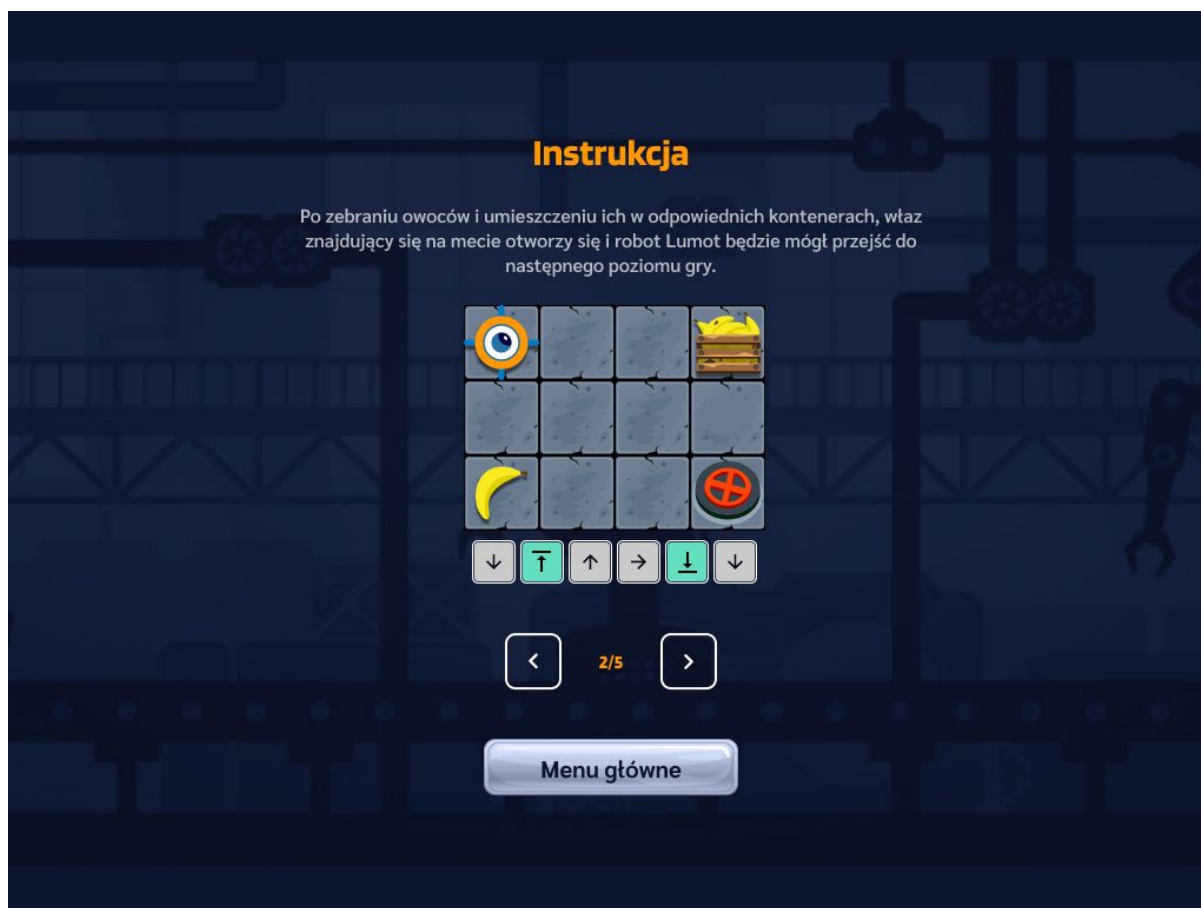 Instrukcja
Po zebraniu owoców i umieszczeniu ich w odpowiednich kontenerach, właz
znajdujący się na mecie otworzy się i robot Lumot będzie mógł przejść do
następnego poziomu gry.
2/5
Menu główne